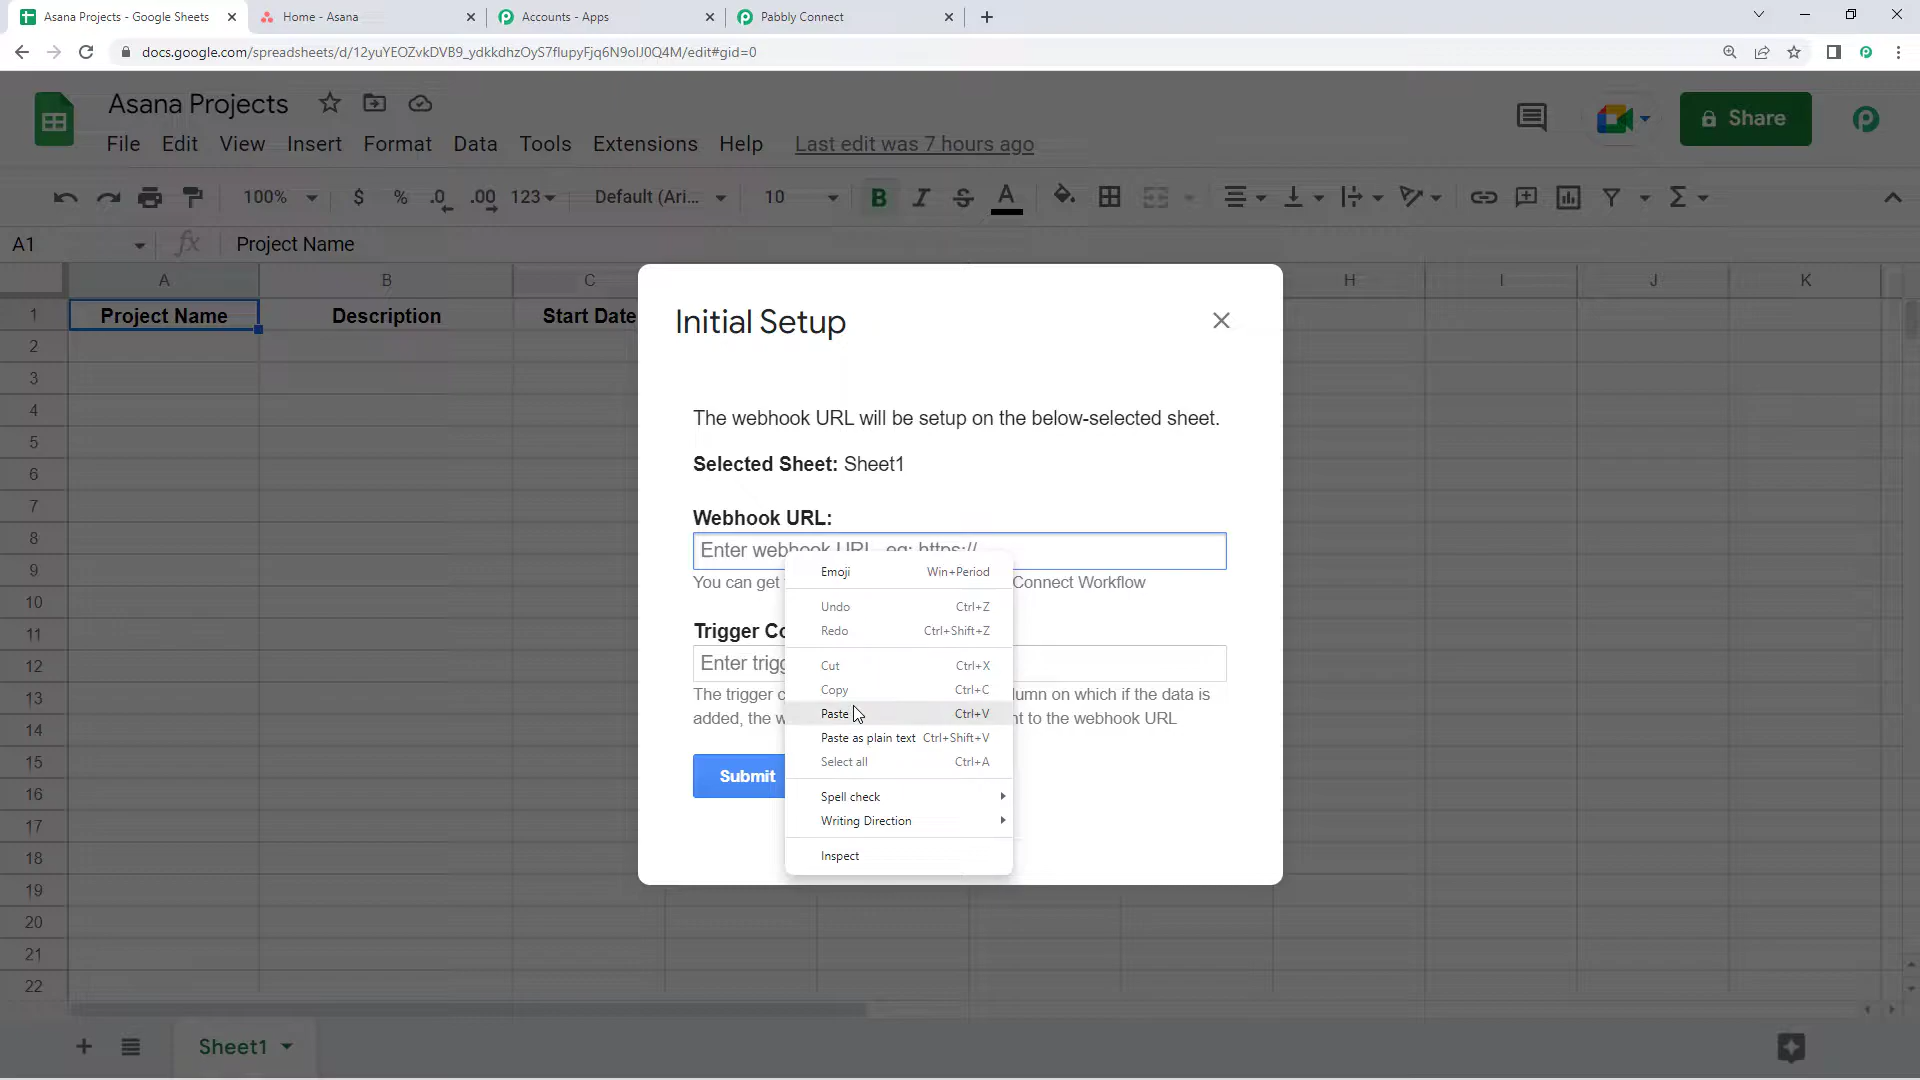 Asana Projects - Google Sheets
Home - Asana
Accounts - Apps
Pabbly Connect
docs.google.com/spreadsheets/d/12yuYEOZvkDVB9_ydkkdhzOyS7flupyFjq6N9oIJ0Q4M/edit#gid=0
Asana Projects
Share
File Edit View Insert Format Data Tools Extensions Help Last edit was 7 hours ago
100% $ % .0 .00 123 Default (Ari... 10 B I S A
A1 fx Project Name
A B C H I J K
1 Project Name Description Start Date
2
3
4
5
6
7
8
9
10
11
12
13
14
15
16
17
18
19
20
21
22
Initial Setup
The webhook URL will be setup on the below-selected sheet.
Selected Sheet: Sheet1
Webhook URL:
Enter webhook URL, eg: https://
You can get Connect Workflow
Trigger Co
Enter trigg
The trigger c lumn on which if the data is
added, the w nt to the webhook URL
Submit
Emoji Win+Period
Undo Ctrl+Z
Redo Ctrl+Shift+Z
Cut Ctrl+X
Copy Ctrl+C
Paste Ctrl+V
Paste as plain text Ctrl+Shift+V
Select all Ctrl+A
Spell check
Writing Direction
Inspect
Sheet1